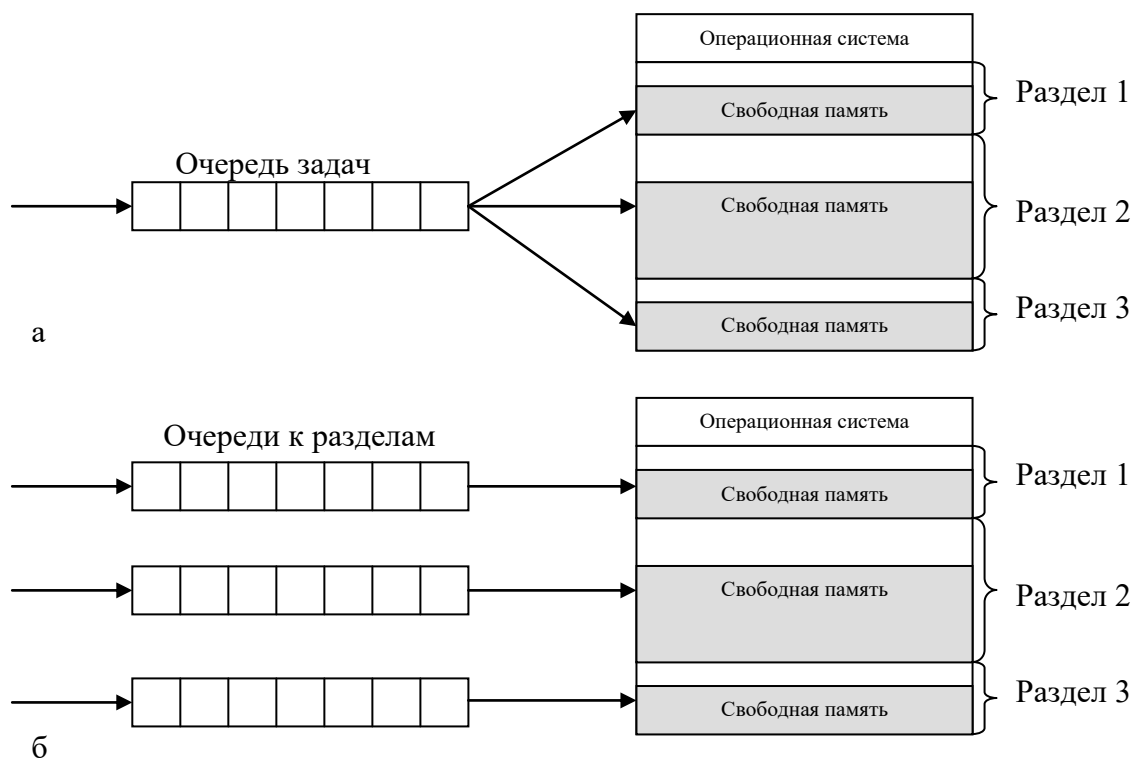 Операционная система
Свободная память
Раздел 1
Очередь задач
Свободная память
Раздел 2
Свободная память
Раздел 3
а
Операционная система
Очереди к разделам
Свободная память
Раздел 1
Свободная память
Раздел 2
Свободная память
Раздел 3
б